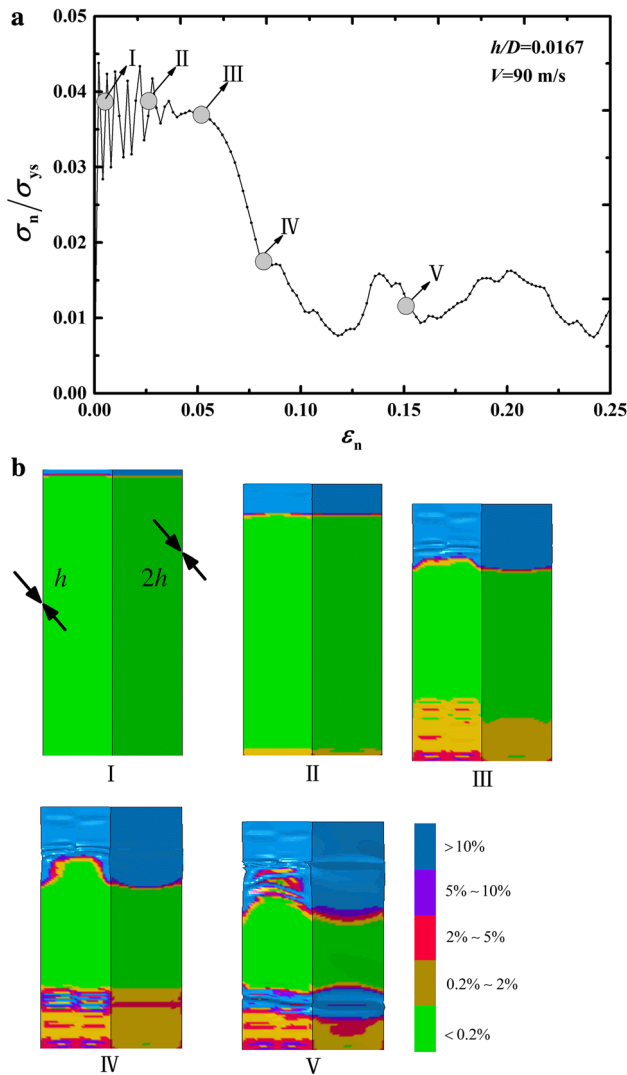 a
0.05
0.04
0.03
0.02
0.01
0.00
σn/σys
h/D=0.0167
V=90 m/s
Ⅰ
Ⅱ
Ⅲ
Ⅳ
Ⅴ
0.00 0.05 0.10 0.15 0.20 0.25
εn
b
h
2h
Ⅰ
Ⅱ
Ⅲ
Ⅳ
Ⅴ
>10%
5%~10%
2%~5%
0.2%~2%
<0.2%